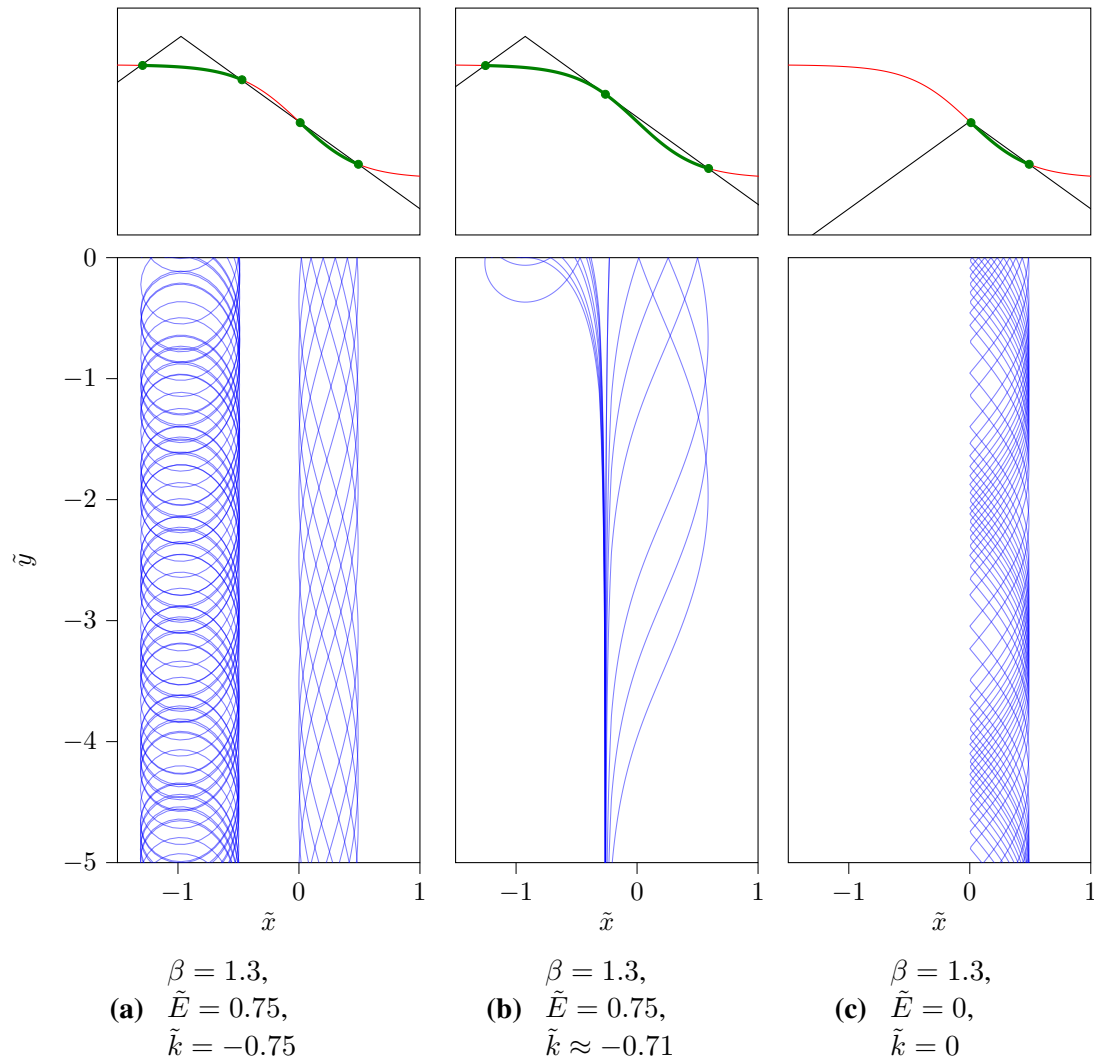 0
−1
−2
−3
−4
−5
ỹ
−1 0 1
−1 0 1
−1 0 1
x̃ x̃ x̃
(a) β = 1.3,
Ẽ = 0.75,
k̃ = −0.75
(b) β = 1.3,
Ẽ = 0.75,
k̃ ≈ −0.71
(c) β = 1.3,
Ẽ = 0,
k̃ = 0